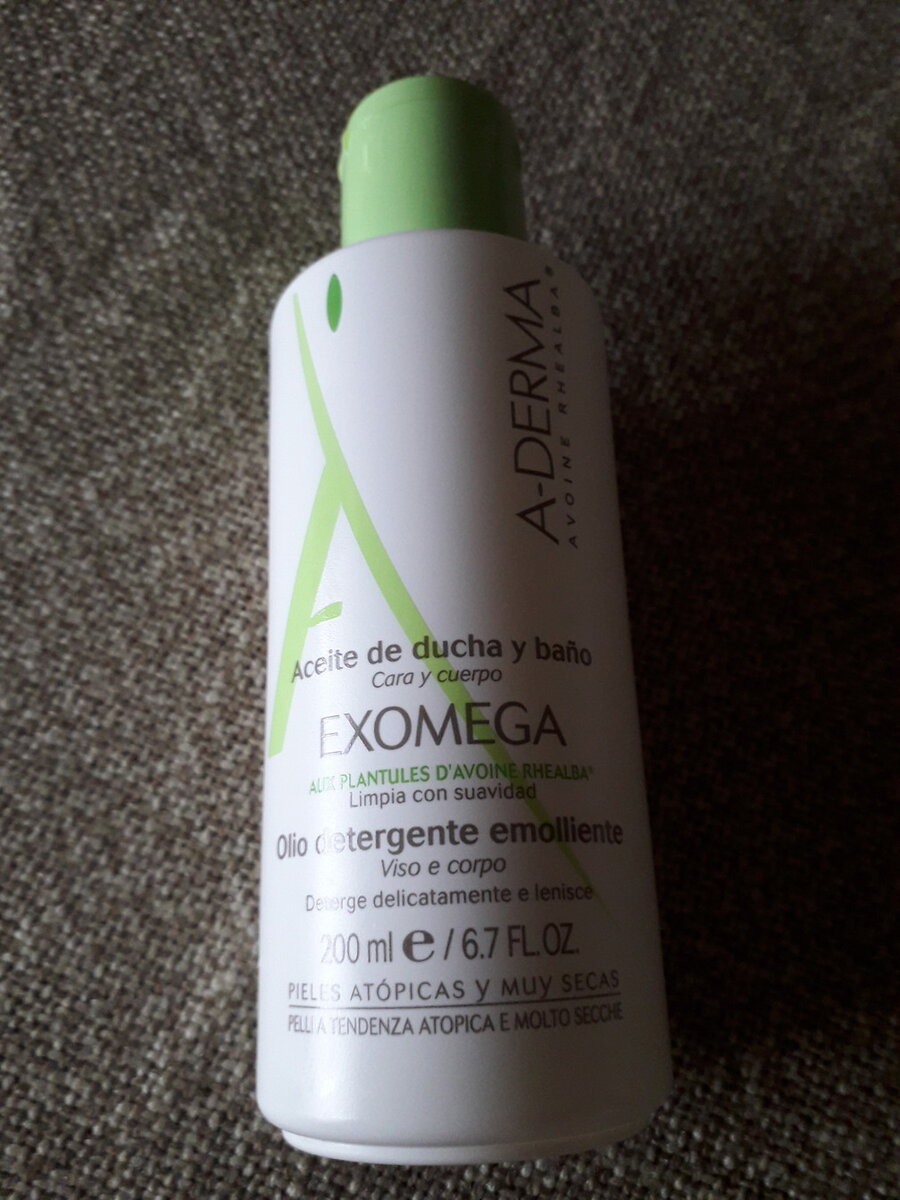 A-DERMA
AVOINE RHEALBA®
Aceite de ducha y baño
Cara y cuerpo
EXOMEGA
AUX PLANTULES D'AVOINE RHEALBA®
Limpia con suavidad
Olio detergente emolliente
Viso e corpo
Deterge delicatamente e lenisce
200 ml e / 6.7 FL. OZ.
PIELES ATÓPICAS y MUY SECAS
PELLI A TENDENZA ATOPICA E MOLTO SECCHE